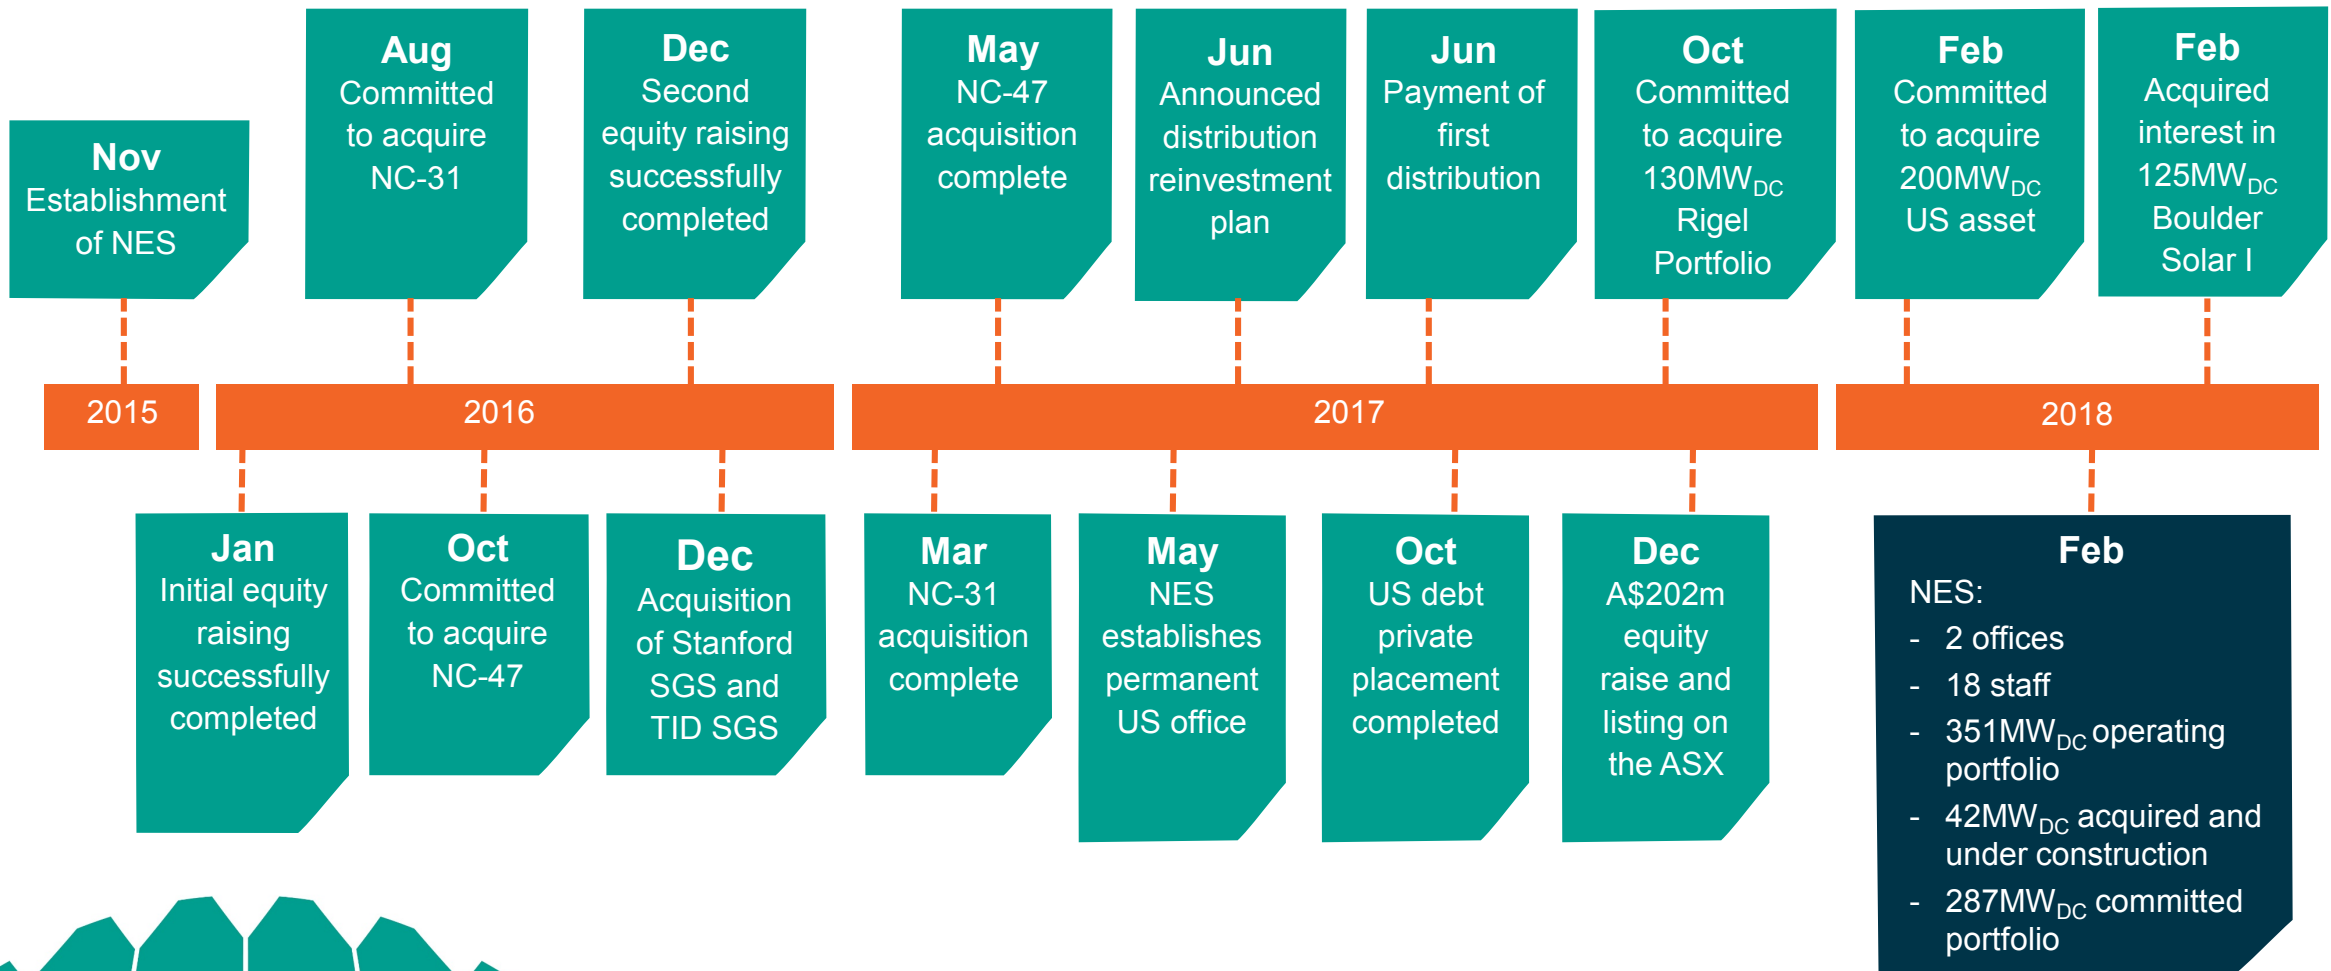 Nov
Establishment
of NES
Aug
Committed
to acquire
NC-31
Dec
Second
equity raising
successfully
completed
May
NC-47
acquisition
complete
Jun
Announced
distribution
reinvestment
plan
Jun
Payment of
first
distribution
Oct
Committed
to acquire
130MWDC
Rigel
Portfolio
Feb
Committed
to acquire
200MWDC
US asset
Feb
Acquired
interest in
125MWDC
Boulder
Solar I
2015
2016
2017
2018
Jan
Initial equity
raising
successfully
completed
Oct
Committed
to acquire
NC-47
Dec
Acquisition
of Stanford
SGS and
TID SGS
Mar
NC-31
acquisition
complete
May
NES
establishes
permanent
US office
Oct
US debt
private
placement
completed
Dec
A$202m
equity
raise and
listing on
the ASX
Feb
NES:
- 2 offices
- 18 staff
- 351MWDC operating
portfolio
- 42MWDC acquired and
under construction
- 287MWDC committed
portfolio